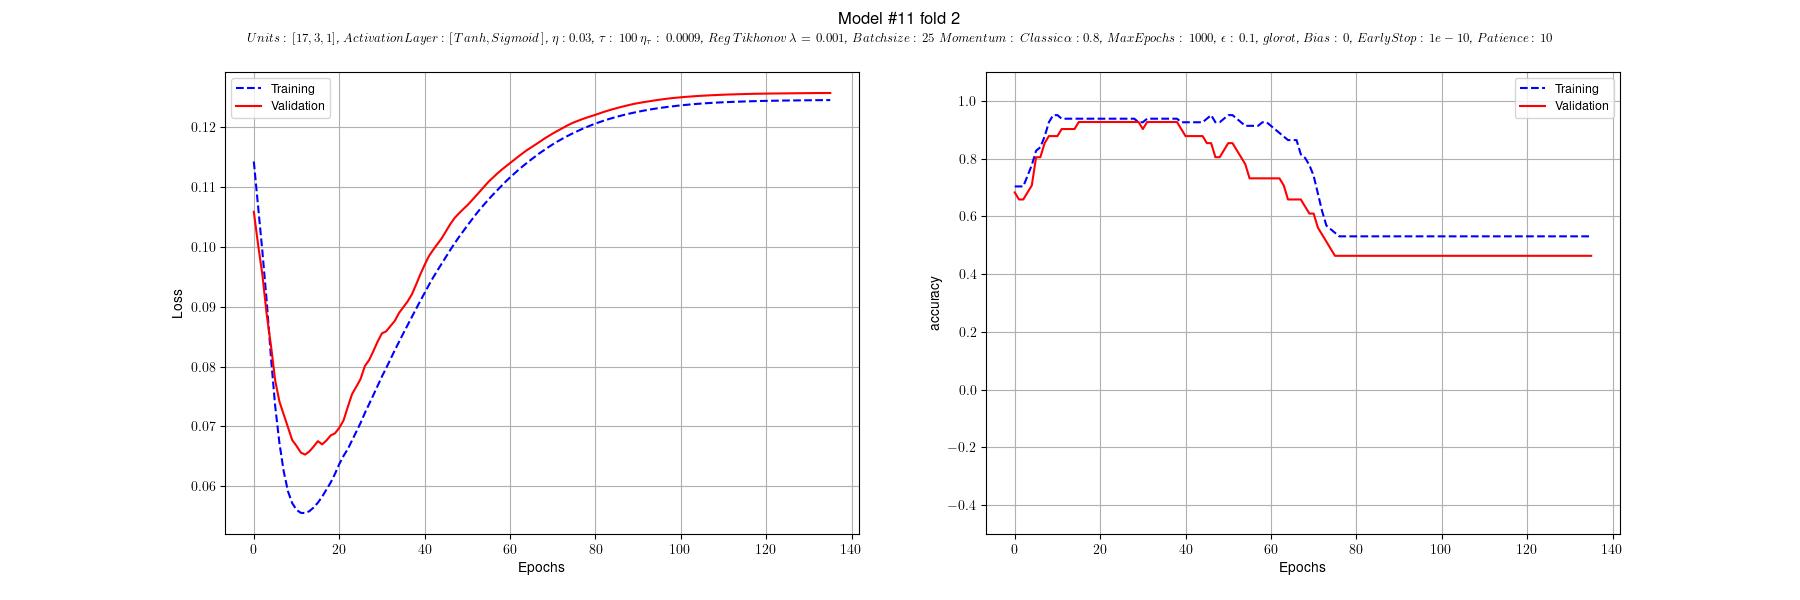 Model #11 fold 2
Units : [17, 3, 1], ActivationLayer : [Tanh, Sigmoid], η : 0.03, τ : 100 ητ : 0.0009, Reg Tikhonov λ = 0.001, Batchsize : 25 Momentum : Classic α : 0.8, MaxEpochs : 1000, ϵ : 0.1, glorot, Bias : 0, EarlyStop : 1e − 10, Patience : 10
Training
Validation
0.12
0.11
0.10
0.09
0.08
0.07
0.06
Loss
0 20 40 60 80 100 120 140
Epochs
Training
Validation
1.0
0.8
0.6
0.4
0.2
0.0
−0.2
−0.4
accuracy
0 20 40 60 80 100 120 140
Epochs